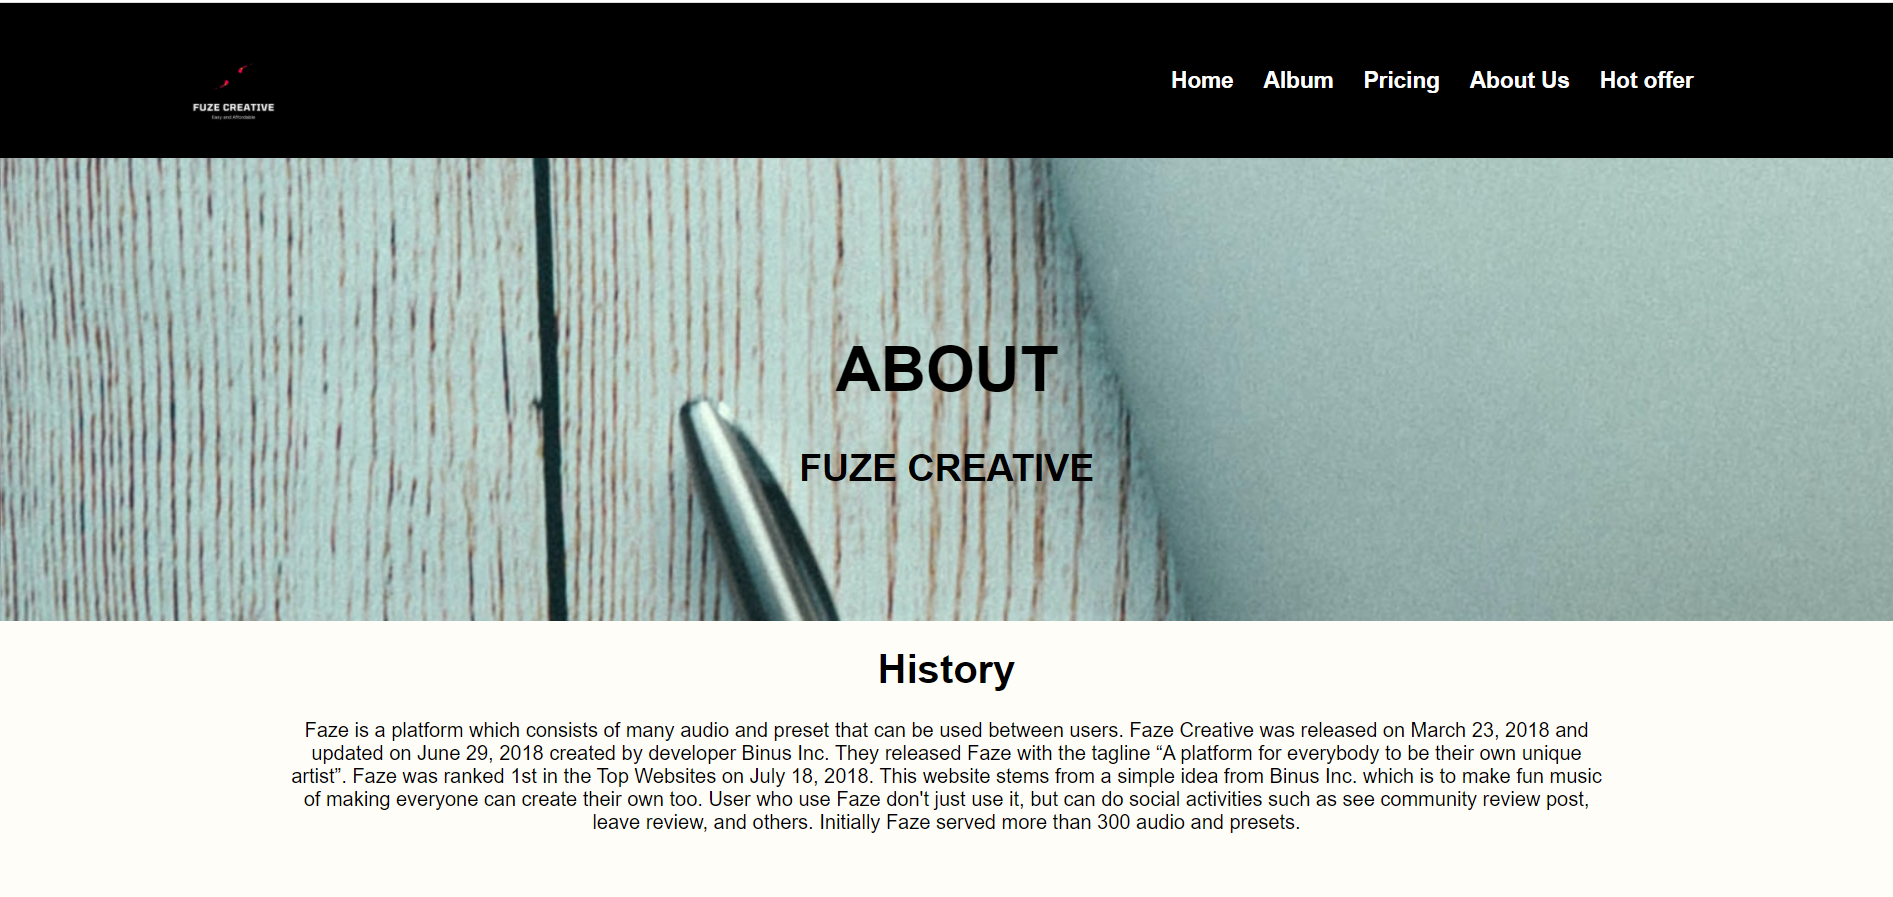 FUZE CREATIVE
Easy and Affordable
Home Album Pricing About Us Hot offer
ABOUT
FUZE CREATIVE
History
Faze is a platform which consists of many audio and preset that can be used between users. Faze Creative was released on March 23, 2018 and
updated on June 29, 2018 created by developer Binus Inc. They released Faze with the tagline “A platform for everybody to be their own unique
artist”. Faze was ranked 1st in the Top Websites on July 18, 2018. This website stems from a simple idea from Binus Inc. which is to make fun music
of making everyone can create their own too. User who use Faze don't just use it, but can do social activities such as see community review post,
leave review, and others. Initially Faze served more than 300 audio and presets.